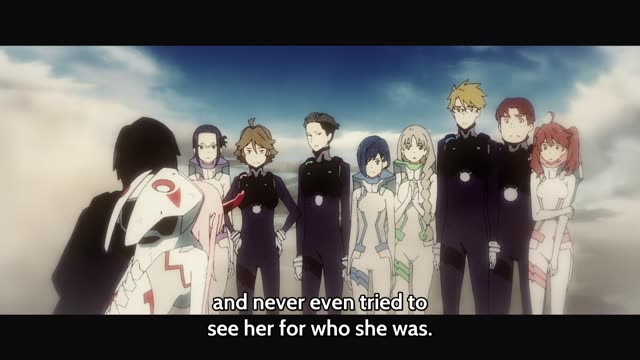 and never even tried to
see her for who she was.